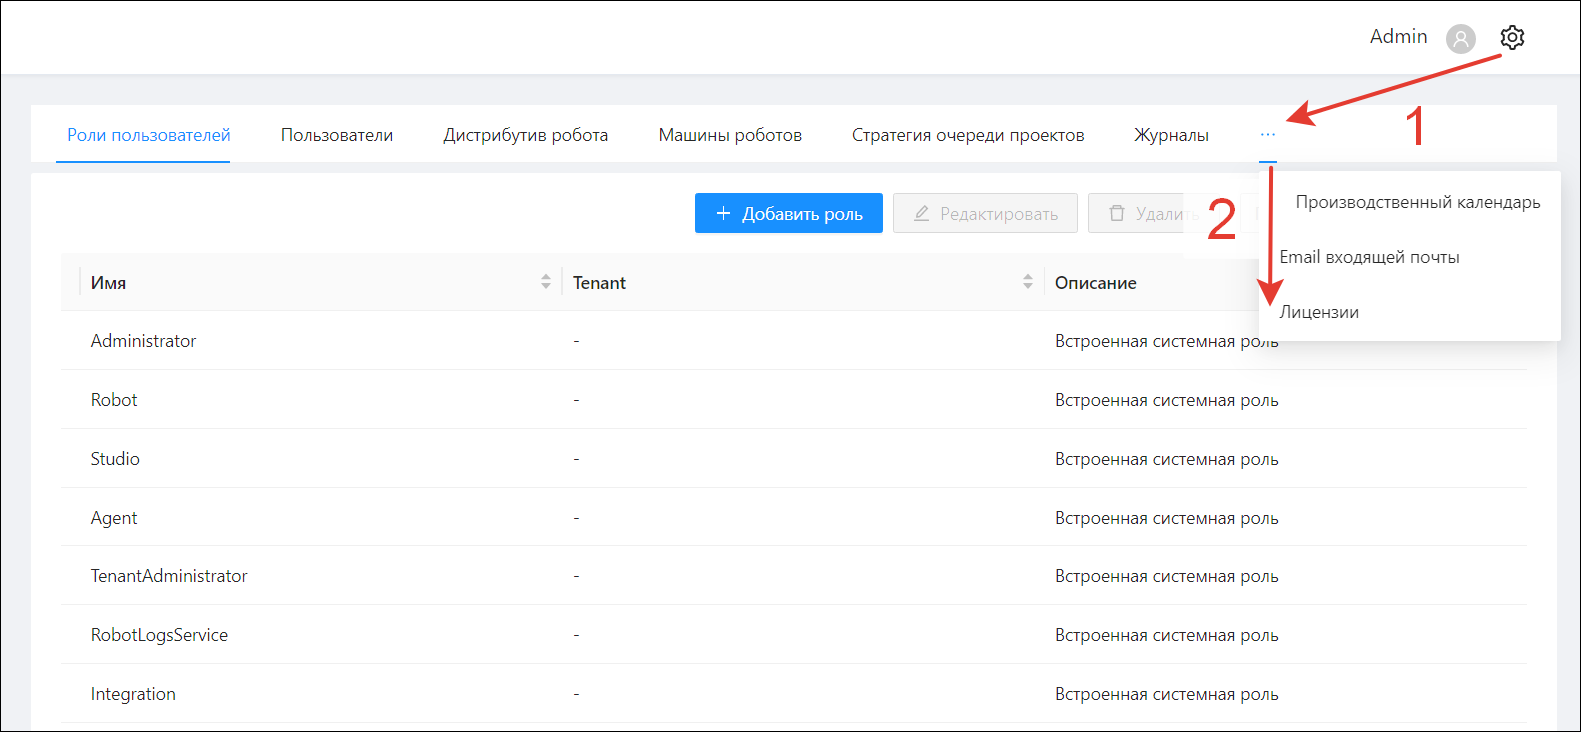 Admin
1
Роли пользователей Пользователи Дистрибутив робота Машины роботов Стратегия очереди проектов Журналы ...
+ Добавить роль Редактировать Удалить
2
Производственный календарь
Email входящей почты
Лицензии
Имя Tenant Описание
Administrator - Встроенная системная роль
Robot - Встроенная системная роль
Studio - Встроенная системная роль
Agent - Встроенная системная роль
TenantAdministrator - Встроенная системная роль
RobotLogsService - Встроенная системная роль
Integration - Встроенная системная роль